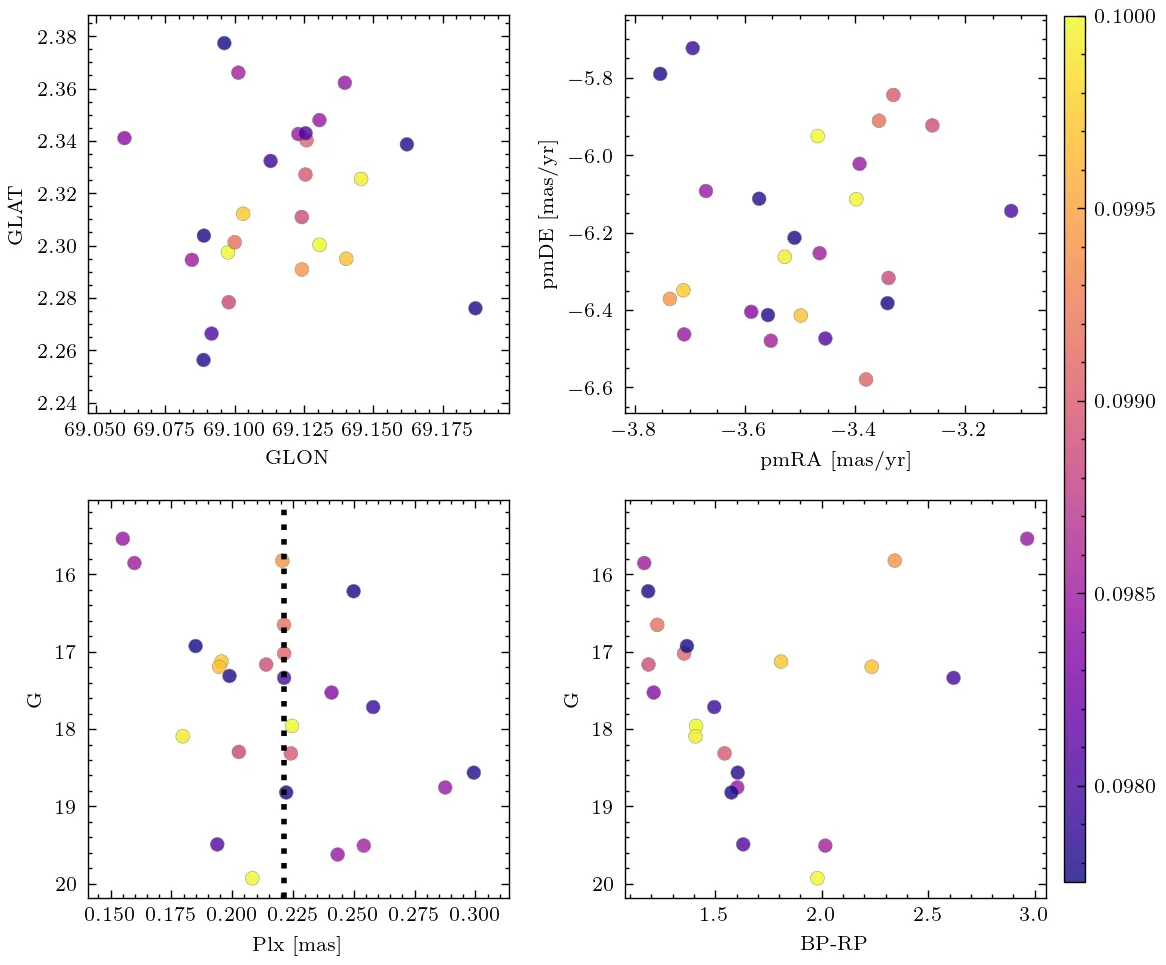 2.38
2.36
2.34
2.32
2.30
2.28
2.26
2.24
GLAT
69.050 69.075 69.100 69.125 69.150 69.175
GLON
−5.8
−6.0
−6.2
−6.4
−6.6
pmDE [mas/yr]
−3.8 −3.6 −3.4 −3.2
pmRA [mas/yr]
16
17
18
19
20
G
0.150 0.175 0.200 0.225 0.250 0.275 0.300
Plx [mas]
16
17
18
19
20
G
1.5 2.0 2.5 3.0
BP-RP
0.1000
0.0995
0.0990
0.0985
0.0980